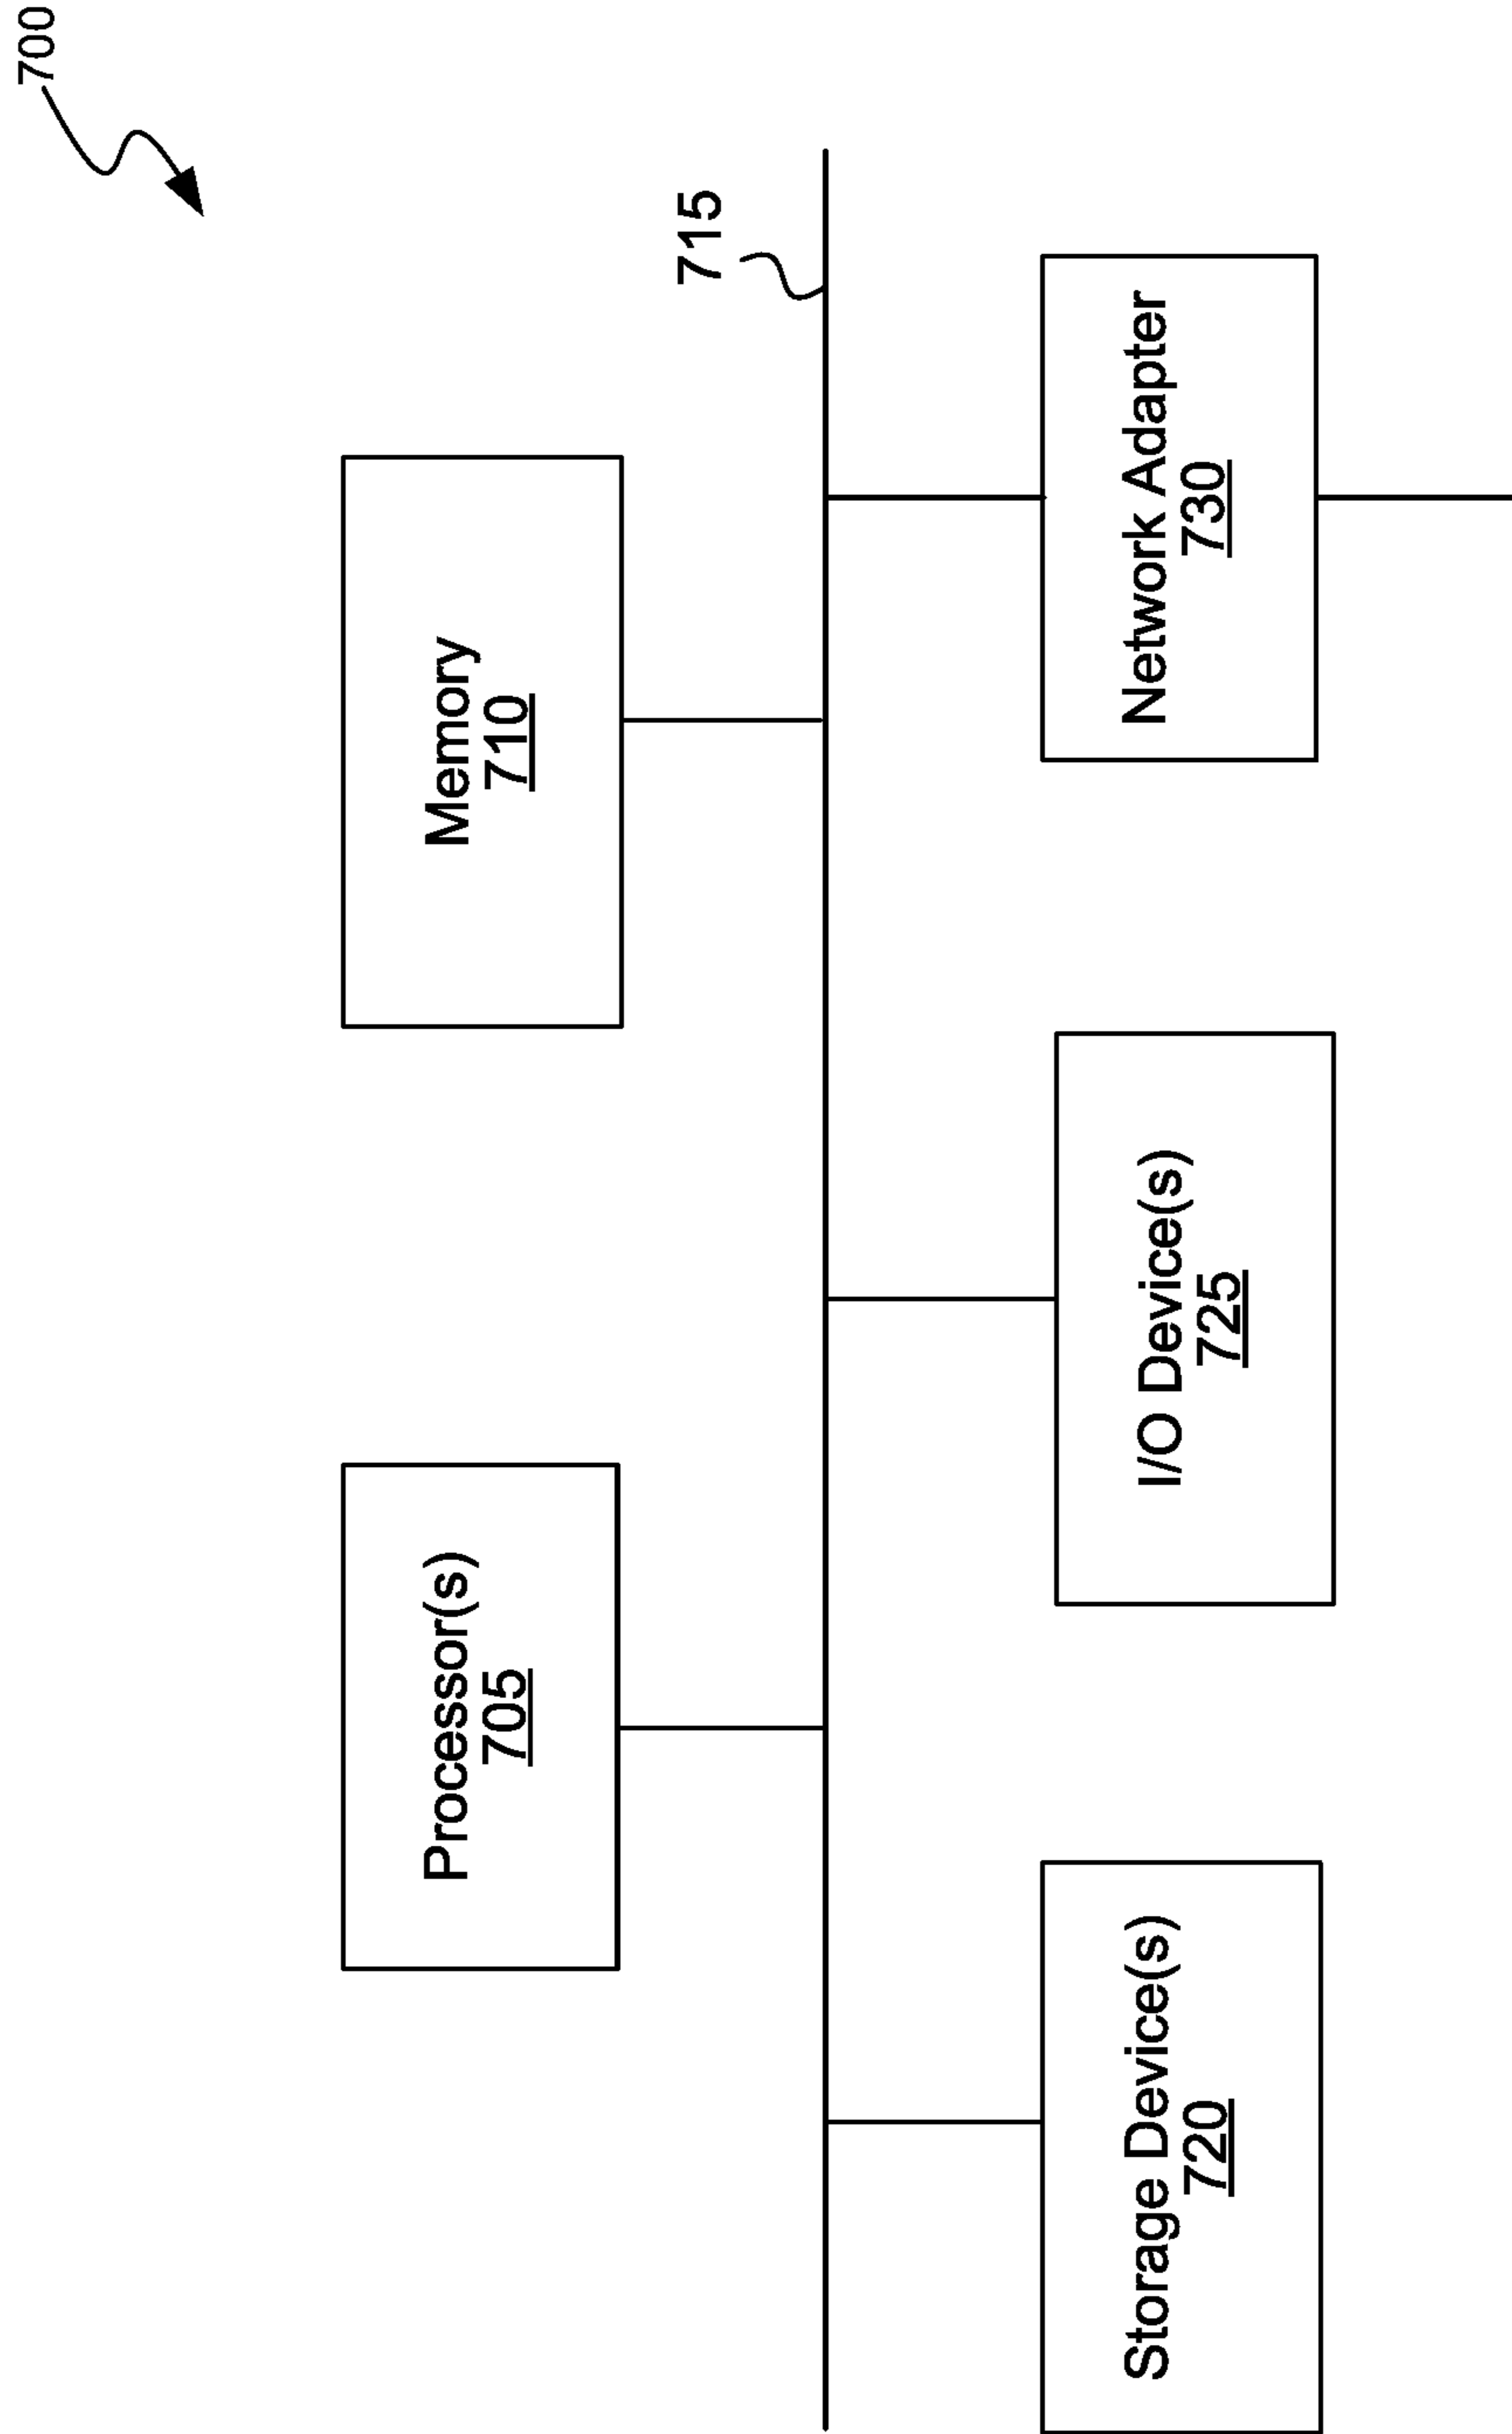 700
Processor(s)
705
Memory
710
715
Storage Device(s)
720
I/O Device(s)
725
Network Adapter
730